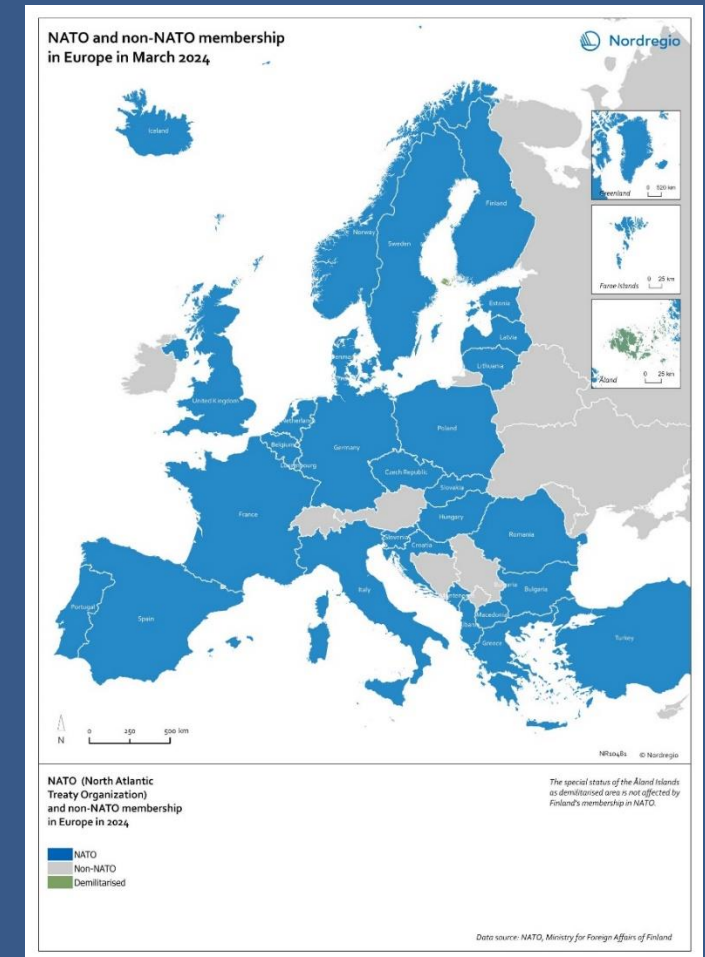 NATO and non-NATO membership
in Europe in March 2024
Nordregio
Iceland
Greenland
0 520 km
Finland
Norway
Sweden
Faroe Islands
0 25 km
Estonia
Latvia
Lithuania
Åland
0 25 km
United Kingdom
Netherlands
Belgium
Germany
Poland
Luxembourg
Czech Republic
Slovakia
France
Hungary
Slovenia
Croatia
Romania
Italy
Bulgaria
Bulgaria
Macedonia
Portugal
Spain
Greece
Turkey
N
0 250 500 km
NR10481 © Nordregio
NATO (North Atlantic
Treaty Organization)
and non-NATO membership
in Europe in 2024
The special status of the Åland Islands
as demilitarised area is not affected by
Finland's membership in NATO.
NATO
Non-NATO
Demilitarised
Data source: NATO, Ministry for Foreign Affairs of Finland